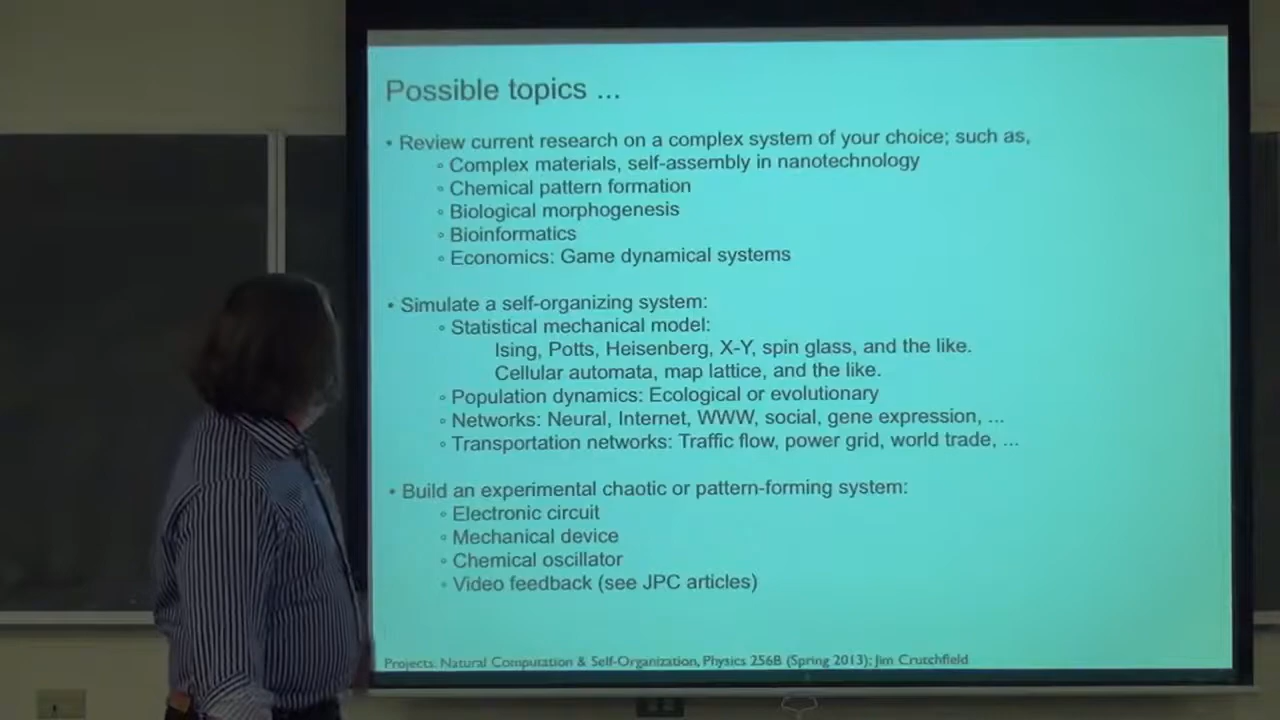 Possible topics ...
• Review current research on a complex system of your choice; such as,
◦ Complex materials, self-assembly in nanotechnology
◦ Chemical pattern formation
◦ Biological morphogenesis
◦ Bioinformatics
◦ Economics: Game dynamical systems
• Simulate a self-organizing system:
◦ Statistical mechanical model:
Ising, Potts, Heisenberg, X-Y, spin glass, and the like.
Cellular automata, map lattice, and the like.
◦ Population dynamics: Ecological or evolutionary
◦ Networks: Neural, Internet, WWW, social, gene expression, ...
◦ Transportation networks: Traffic flow, power grid, world trade, ...
• Build an experimental chaotic or pattern-forming system:
◦ Electronic circuit
◦ Mechanical device
◦ Chemical oscillator
◦ Video feedback (see JPC articles)
Projects, Natural Computation & Self-Organization, Physics 256B (Spring 2013); Jim Crutchfield